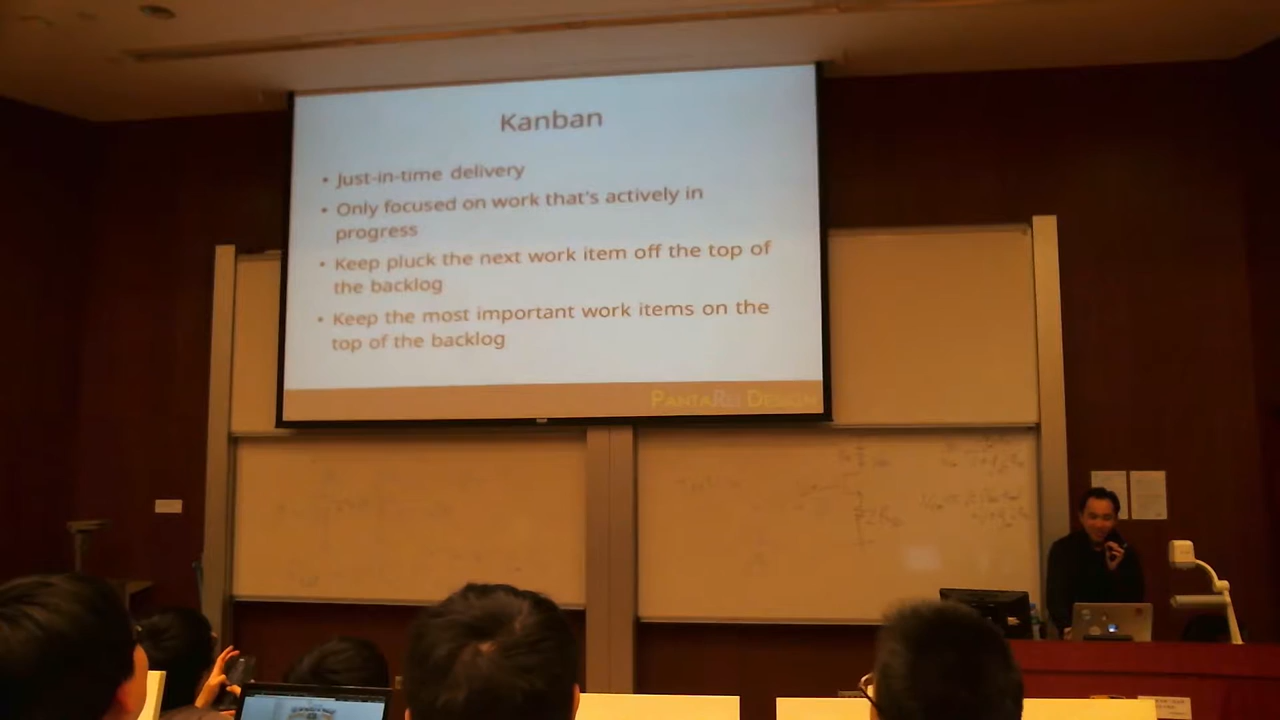 Kanban
• Just-in-time delivery
• Only focused on work that's actively in
progress
• Keep pluck the next work item off the top of
the backlog
• Keep the most important work items on the
top of the backlog
PANTAREI DESIGN